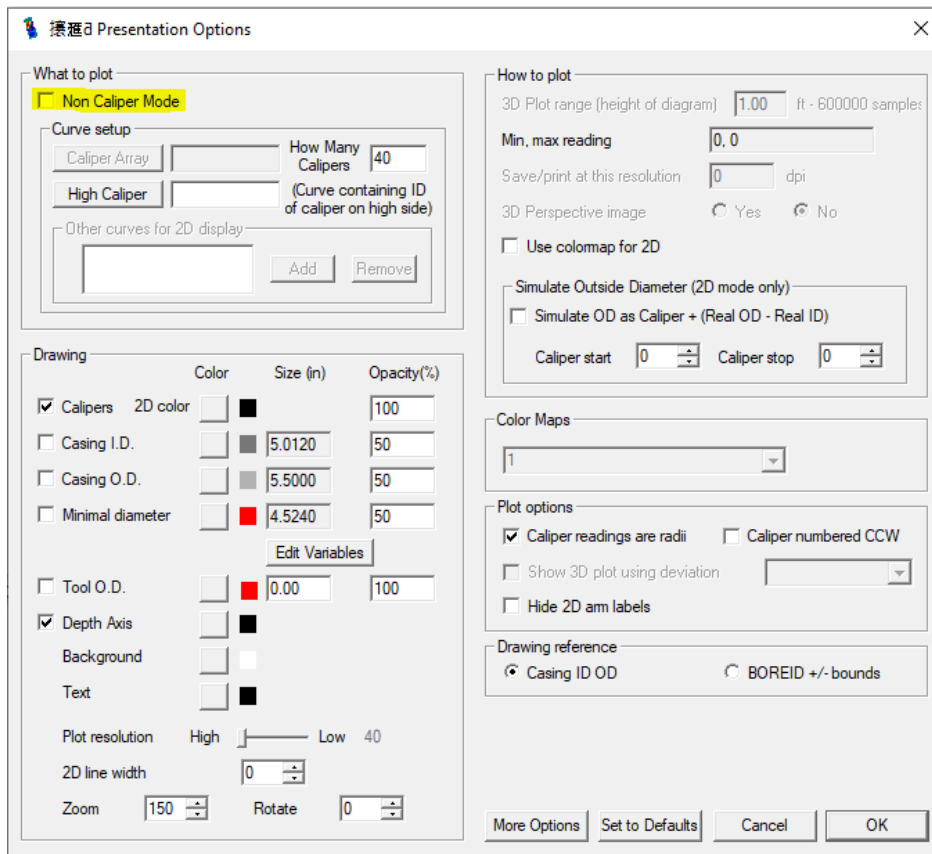 攘雁đ Presentation Options
What to plot
Non Caliper Mode
Curve setup
Caliper Array
How Many Calipers
40
High Caliper
(Curve containing ID of caliper on high side)
Other curves for 2D display
Add
Remove
Drawing
Color Size (in) Opacity(%)
Calipers 2D color 100
Casing I.D. 5.0120 50
Casing O.D. 5.5000 50
Minimal diameter 4.5240 50
Edit Variables
Tool O.D. 0.00 100
Depth Axis
Background
Text
Plot resolution High Low 40
2D line width 0
Zoom 150 Rotate 0
How to plot
3D Plot range (height of diagram) 1.00 ft - 600000 samples
Min, max reading 0, 0
Save/print at this resolution 0 dpi
3D Perspective image Yes No
Use colormap for 2D
Simulate Outside Diameter (2D mode only)
Simulate OD as Caliper + (Real OD - Real ID)
Caliper start 0 Caliper stop 0
Color Maps
1
Plot options
Caliper readings are radii Caliper numbered CCW
Show 3D plot using deviation
Hide 2D arm labels
Drawing reference
Casing ID OD BOREID +/- bounds
More Options Set to Defaults Cancel OK